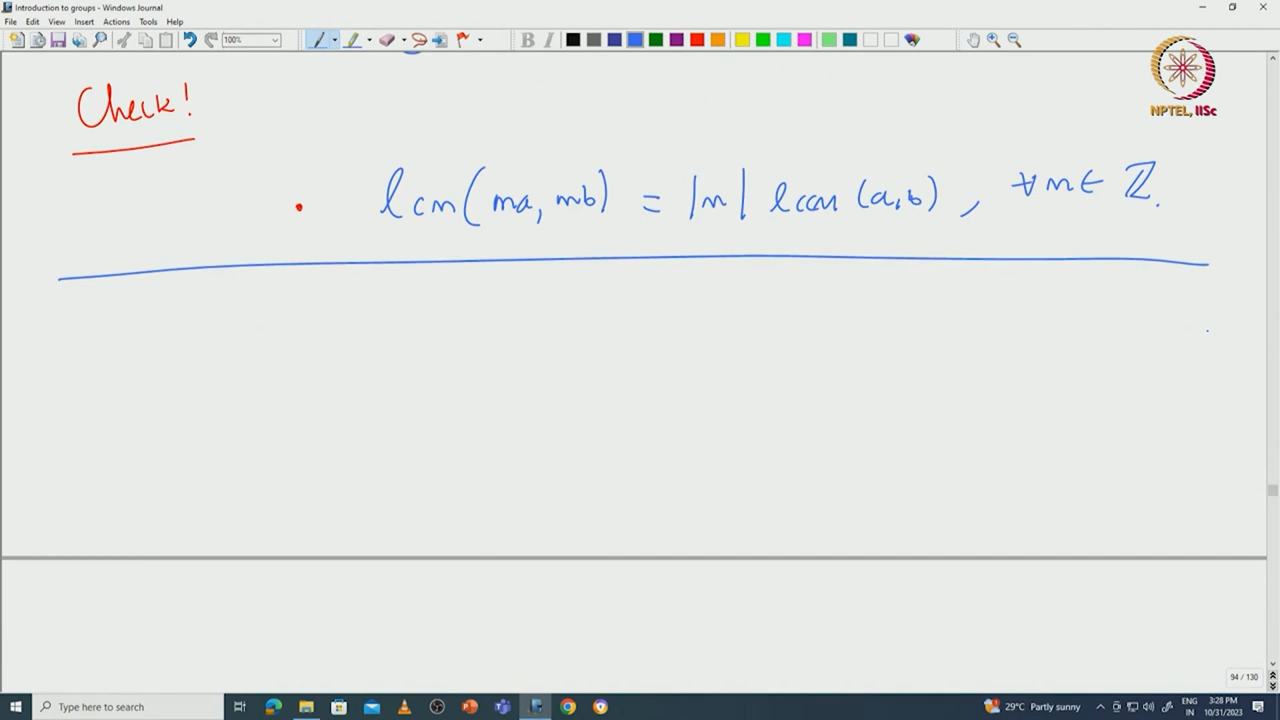 Introduction to groups - Windows Journal
File Edit View Insert Actions Tools Help
100% B I
NPTEL, IISc
Check!
lcm(ma, mb) = |m| lcm(a,b), ∀m∈ ℤ.
94 / 130
Type here to search
29°C Partly sunny
ENG
IN
3:28 PM
10/31/2023